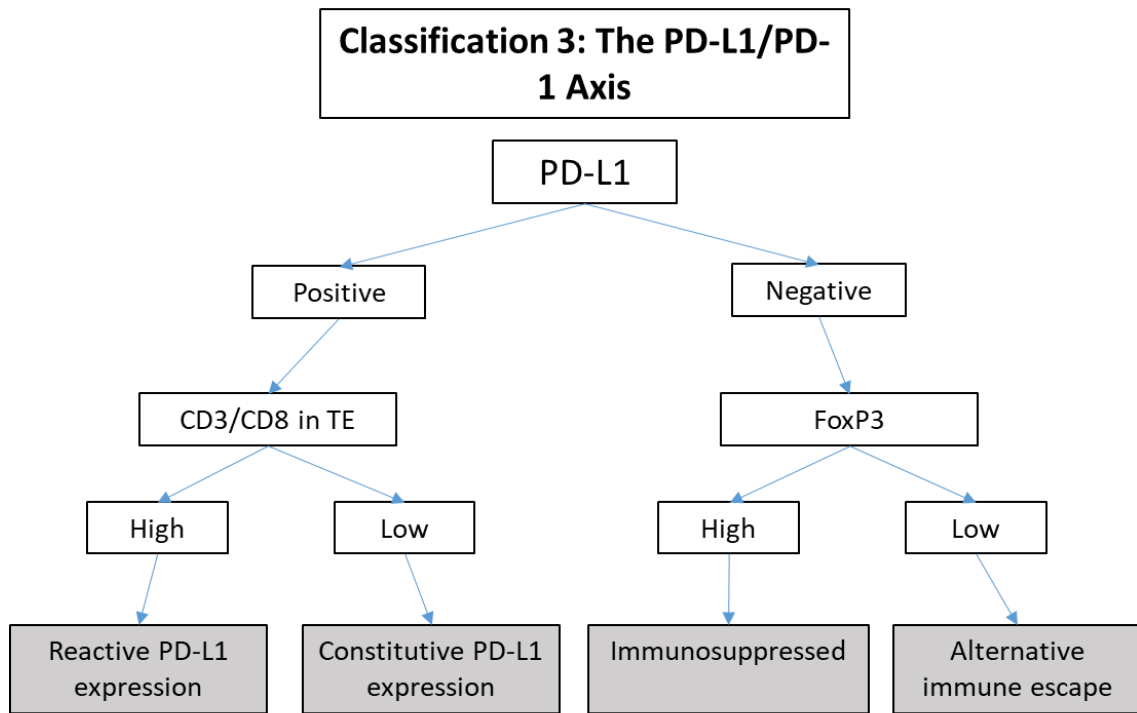 Classification 3: The PD-L1/PD-
1 Axis
PD-L1
Positive
Negative
CD3/CD8 in TE
FoxP3
High
Low
High
Low
Reactive PD-L1
expression
Constitutive PD-L1
expression
Immunosuppressed
Alternative
immune escape